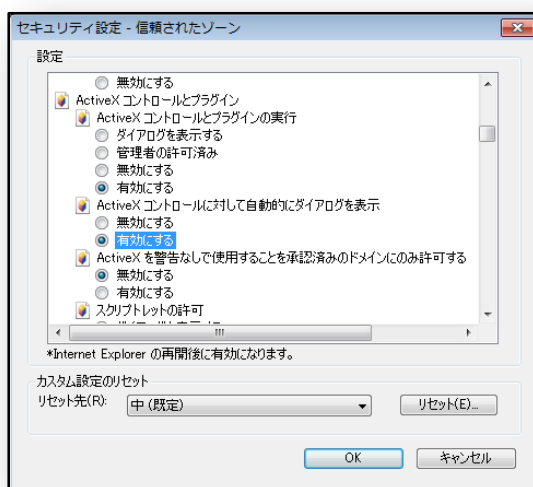 セキュリティ設定 - 信頼されたゾーン
設定
無効にする
ActiveX コントロールとプラグイン
ActiveX コントロールとプラグインの実行
ダイアログを表示する
管理者の許可済み
無効にする
有効にする
ActiveX コントロールに対して自動的にダイアログを表示
無効にする
有効にする
ActiveX を警告なしで使用することを承認済みのドメインにのみ許可する
無効にする
有効にする
スクリプトレットの許可
*Internet Explorer の再開後に有効になります。
カスタム設定のリセット
リセット先(R): 中 (既定) リセット(E)...
OK キャンセル